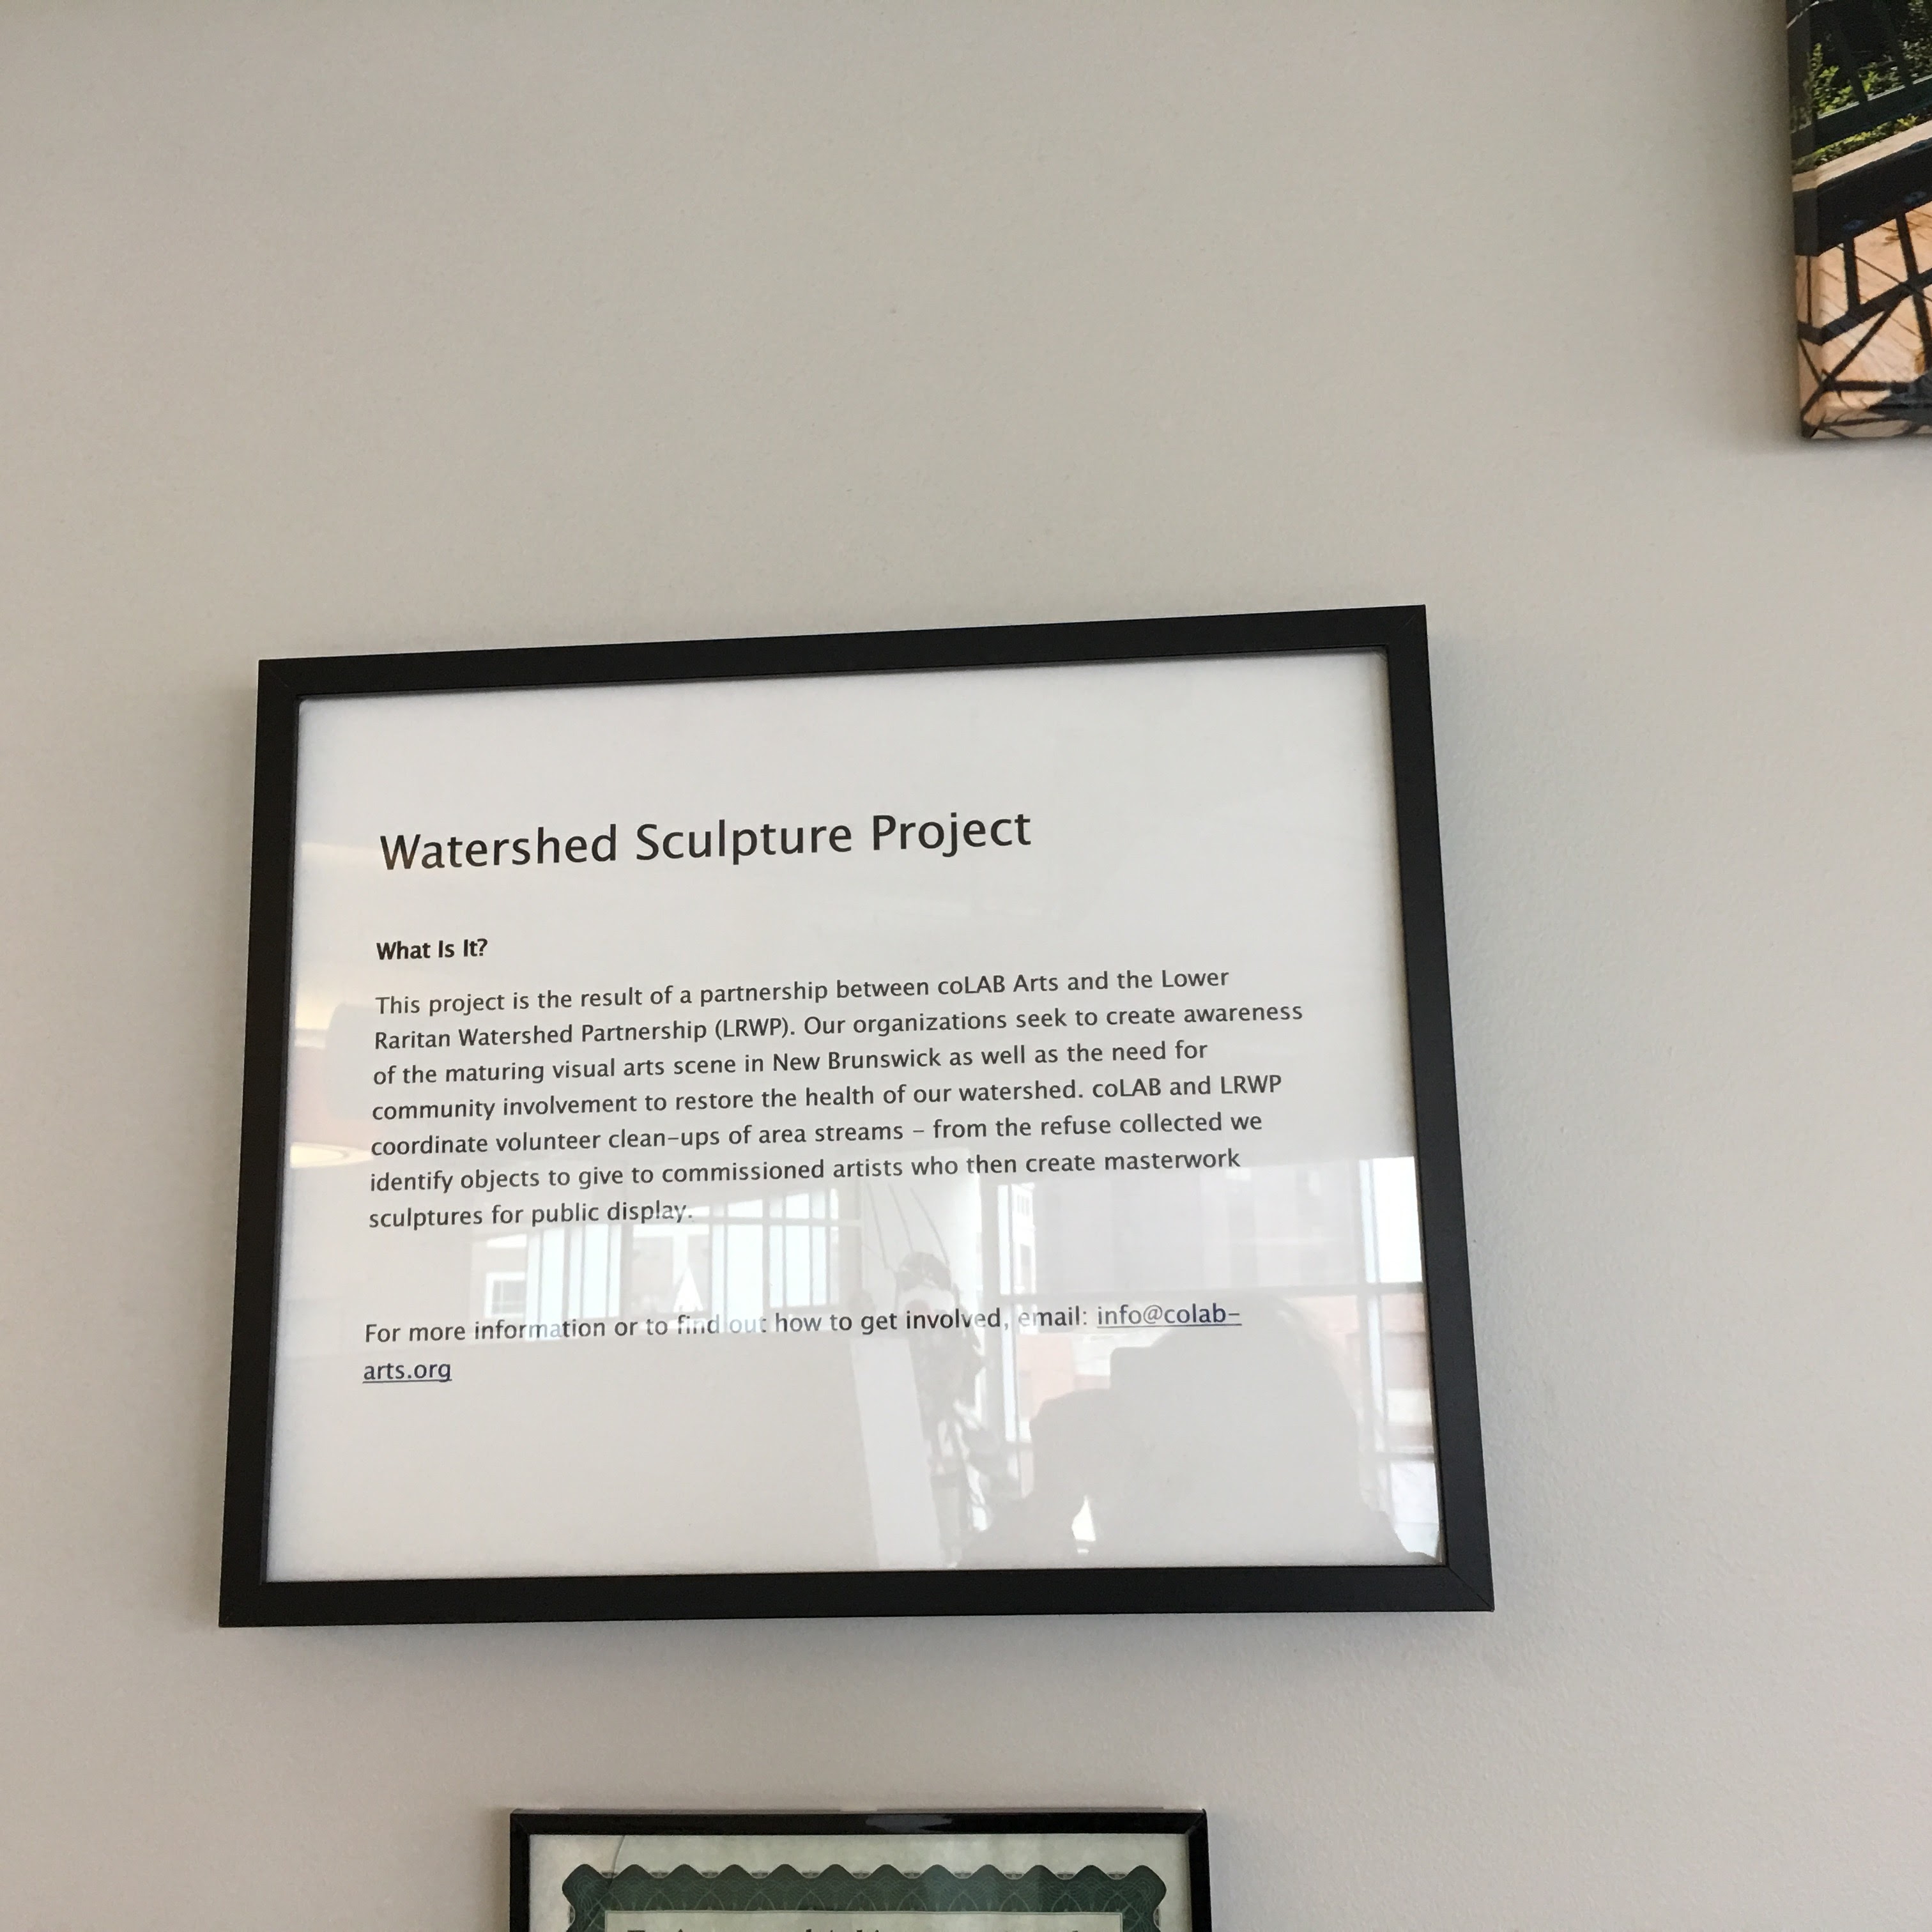 Watershed Sculpture Project
What Is It?
This project is the result of a partnership between coLAB Arts and the Lower
Raritan Watershed Partnership (LRWP). Our organizations seek to create awareness
of the maturing visual arts scene in New Brunswick as well as the need for
community involvement to restore the health of our watershed. coLAB and LRWP
coordinate volunteer clean-ups of area streams - from the refuse collected we
identify objects to give to commissioned artists who then create masterwork
sculptures for public display.
For more information or to find out how to get involved, email: info@colab-
arts.org